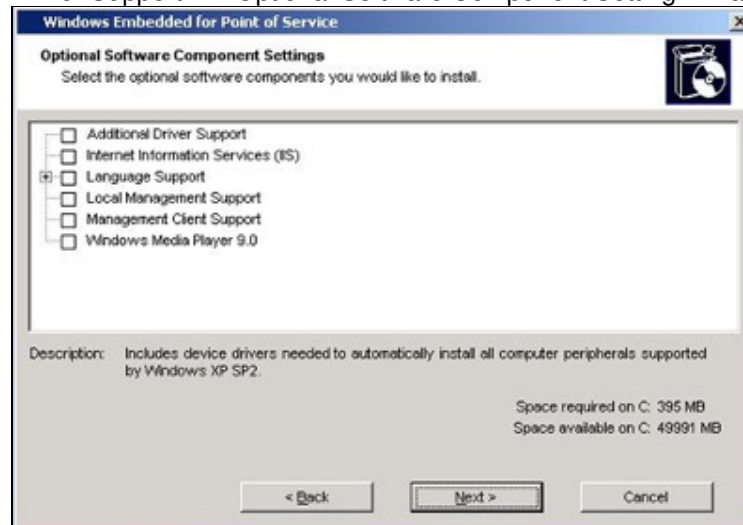 Windows Embedded for Point of Service
Optional Software Component Settings
Select the optional software components you would like to install.
Additional Driver Support
Internet Information Services (IIS)
Language Support
Local Management Support
Management Client Support
Windows Media Player 9.0
Description: Includes device drivers needed to automatically install all computer peripherals supported
by Windows XP SP2.
Space required on C: 395 MB
Space available on C: 49991 MB
< Back Next > Cancel